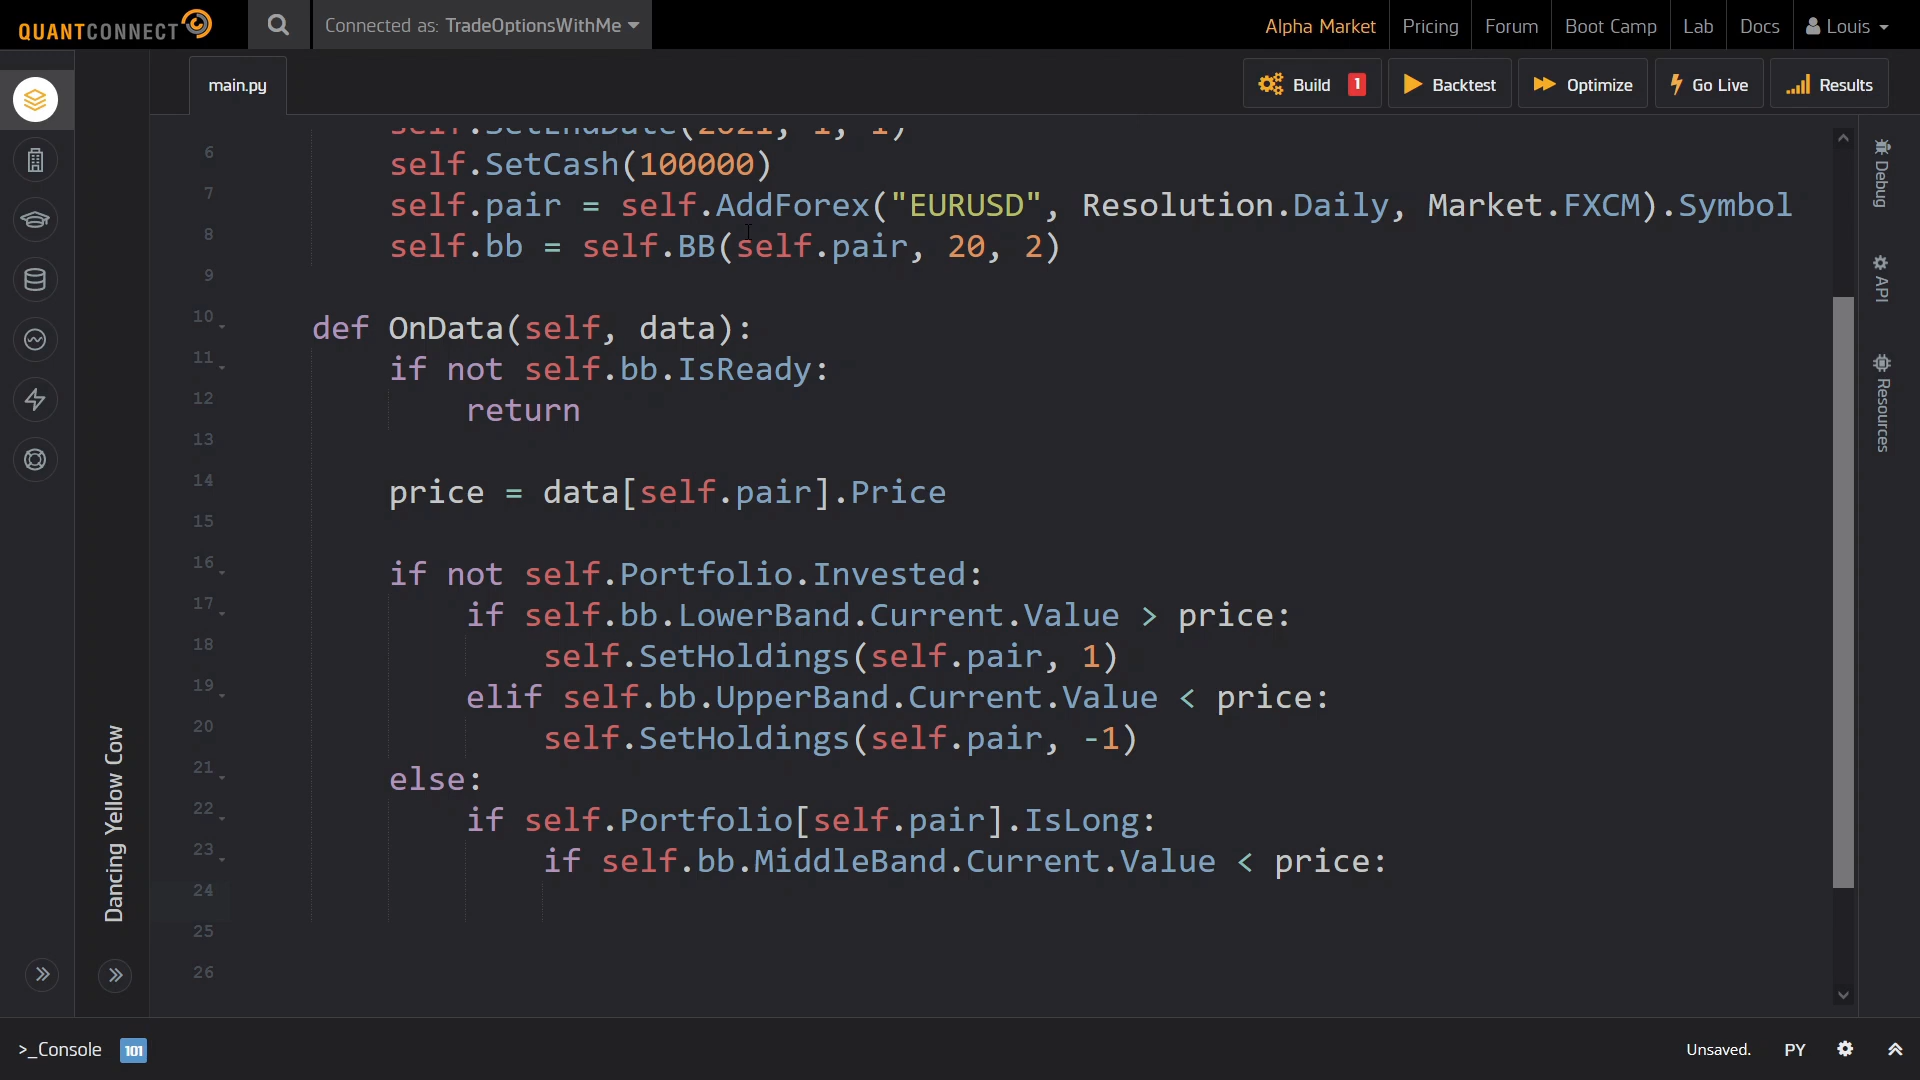 QUANTCONNECT
Connected as: TradeOptionsWithMe
Alpha Market
Pricing
Forum
Boot Camp
Lab
Docs
Louis
main.py
Build 1
Backtest
Optimize
Go Live
Results
self.SetEndDate(2021, 1, 1)
6 self.SetCash(100000)
7 self.pair = self.AddForex("EURUSD", Resolution.Daily, Market.FXCM).Symbol
8 self.bb = self.BB(self.pair, 20, 2)
9
10 def OnData(self, data):
11 if not self.bb.IsReady:
12 return
13
14 price = data[self.pair].Price
15
16 if not self.Portfolio.Invested:
17 if self.bb.LowerBand.Current.Value > price:
18 self.SetHoldings(self.pair, 1)
19 elif self.bb.UpperBand.Current.Value < price:
20 self.SetHoldings(self.pair, -1)
21 else:
22 if self.Portfolio[self.pair].IsLong:
23 if self.bb.MiddleBand.Current.Value < price:
24
25
26
Debug
API
Resources
Dancing Yellow Cow
>_Console 101
Unsaved.
PY